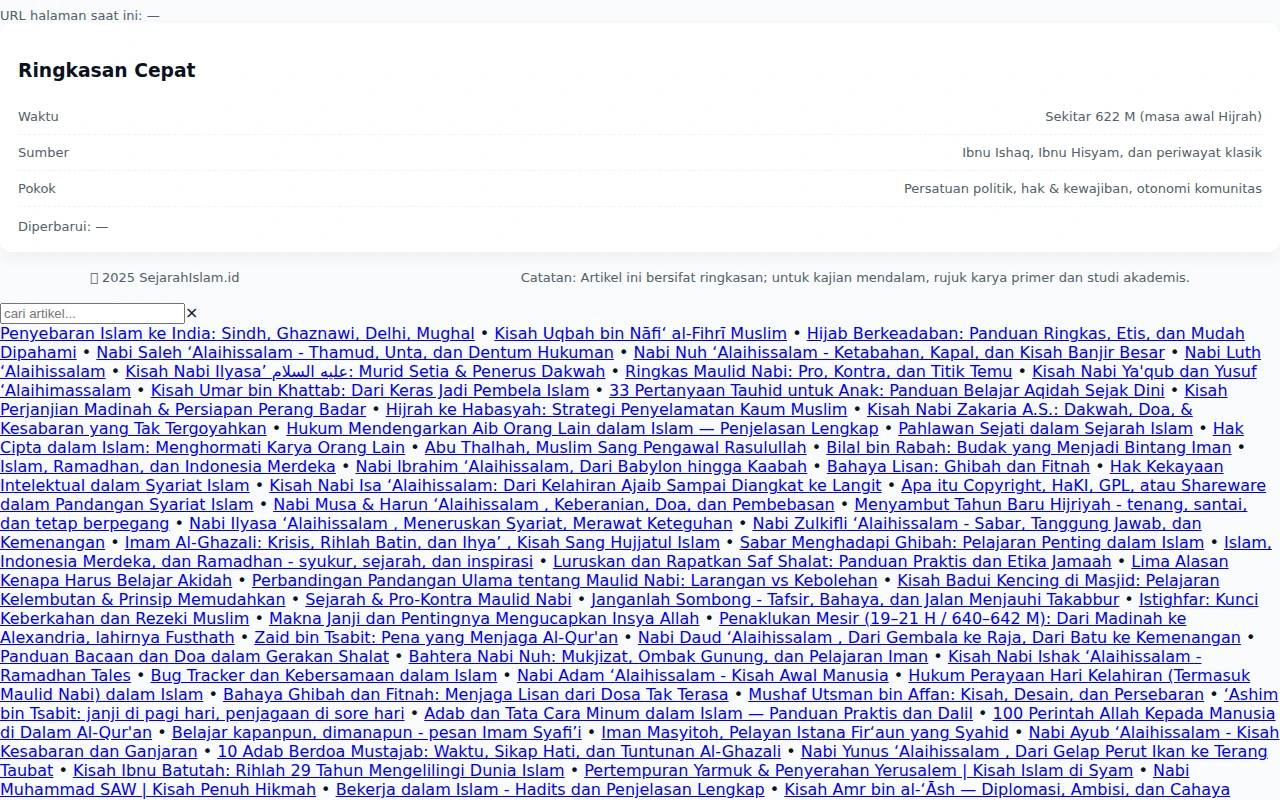 URL halaman saat ini: —
Ringkasan Cepat
Waktu Sekitar 622 M (masa awal Hijrah)
Sumber Ibnu Ishaq, Ibnu Hisyam, dan periwayat klasik
Pokok Persatuan politik, hak & kewajiban, otonomi komunitas
Diperbarui: —
2025 SejarahIslam.id Catatan: Artikel ini bersifat ringkasan; untuk kajian mendalam, rujuk karya primer dan studi akademis.
cari artikel... ✕
Penyebaran Islam ke India: Sindh, Ghaznawi, Delhi, Mughal • Kisah Uqbah bin Nāfi‘ al-Fihrī Muslim • Hijab Berkeadaban: Panduan Ringkas, Etis, dan Mudah
Dipahami • Nabi Saleh ‘Alaihissalam - Thamud, Unta, dan Dentum Hukuman • Nabi Nuh ‘Alaihissalam - Ketabahan, Kapal, dan Kisah Banjir Besar • Nabi Luth
‘Alaihissalam • Kisah Nabi Ilyasa’ عليه السلام: Murid Setia & Penerus Dakwah • Ringkas Maulid Nabi: Pro, Kontra, dan Titik Temu • Kisah Nabi Ya'qub dan Yusuf
‘Alaihimassalam • Kisah Umar bin Khattab: Dari Keras Jadi Pembela Islam • 33 Pertanyaan Tauhid untuk Anak: Panduan Belajar Aqidah Sejak Dini • Kisah
Perjanjian Madinah & Persiapan Perang Badar • Hijrah ke Habasyah: Strategi Penyelamatan Kaum Muslim • Kisah Nabi Zakaria A.S.: Dakwah, Doa, &
Kesabaran yang Tak Tergoyahkan • Hukum Mendengarkan Aib Orang Lain dalam Islam — Penjelasan Lengkap • Pahlawan Sejati dalam Sejarah Islam • Hak
Cipta dalam Islam: Menghormati Karya Orang Lain • Abu Thalhah, Muslim Sang Pengawal Rasulullah • Bilal bin Rabah: Budak yang Menjadi Bintang Iman •
Islam, Ramadhan, dan Indonesia Merdeka • Nabi Ibrahim ‘Alaihissalam, Dari Babylon hingga Kaabah • Bahaya Lisan: Ghibah dan Fitnah • Hak Kekayaan
Intelektual dalam Syariat Islam • Kisah Nabi Isa ‘Alaihissalam: Dari Kelahiran Ajaib Sampai Diangkat ke Langit • Apa itu Copyright, HaKI, GPL, atau Shareware
dalam Pandangan Syariat Islam • Nabi Musa & Harun ‘Alaihissalam , Keberanian, Doa, dan Pembebasan • Menyambut Tahun Baru Hijriyah - tenang, santai,
dan tetap berpegang • Nabi Ilyasa ‘Alaihissalam , Meneruskan Syariat, Merawat Keteguhan • Nabi Zulkifli ‘Alaihissalam - Sabar, Tanggung Jawab, dan
Kemenangan • Imam Al-Ghazali: Krisis, Rihlah Batin, dan Ihya’ , Kisah Sang Hujjatul Islam • Sabar Menghadapi Ghibah: Pelajaran Penting dalam Islam • Islam,
Indonesia Merdeka, dan Ramadhan - syukur, sejarah, dan inspirasi • Luruskan dan Rapatkan Saf Shalat: Panduan Praktis dan Etika Jamaah • Lima Alasan
Kenapa Harus Belajar Akidah • Perbandingan Pandangan Ulama tentang Maulid Nabi: Larangan vs Kebolehan • Kisah Badui Kencing di Masjid: Pelajaran
Kelembutan & Prinsip Memudahkan • Sejarah & Pro-Kontra Maulid Nabi • Janganlah Sombong - Tafsir, Bahaya, dan Jalan Menjauhi Takabbur • Istighfar: Kunci
Keberkahan dan Rezeki Muslim • Makna Janji dan Pentingnya Mengucapkan Insya Allah • Penaklukan Mesir (19–21 H / 640–642 M): Dari Madinah ke
Alexandria, lahirnya Fusthath • Zaid bin Tsabit: Pena yang Menjaga Al-Qur'an • Nabi Daud ‘Alaihissalam , Dari Gembala ke Raja, Dari Batu ke Kemenangan •
Panduan Bacaan dan Doa dalam Gerakan Shalat • Bahtera Nabi Nuh: Mukjizat, Ombak Gunung, dan Pelajaran Iman • Kisah Nabi Ishak ‘Alaihissalam -
Ramadhan Tales • Bug Tracker dan Kebersamaan dalam Islam • Nabi Adam ‘Alaihissalam - Kisah Awal Manusia • Hukum Perayaan Hari Kelahiran (Termasuk
Maulid Nabi) dalam Islam • Bahaya Ghibah dan Fitnah: Menjaga Lisan dari Dosa Tak Terasa • Mushaf Utsman bin Affan: Kisah, Desain, dan Persebaran • ‘Ashim
bin Tsabit: janji di pagi hari, penjagaan di sore hari • Adab dan Tata Cara Minum dalam Islam — Panduan Praktis dan Dalil • 100 Perintah Allah Kepada Manusia
di Dalam Al-Qur'an • Belajar kapanpun, dimanapun - pesan Imam Syafi’i • Iman Masyitoh, Pelayan Istana Fir‘aun yang Syahid • Nabi Ayub ‘Alaihissalam - Kisah
Kesabaran dan Ganjaran • 10 Adab Berdoa Mustajab: Waktu, Sikap Hati, dan Tuntunan Al-Ghazali • Nabi Yunus ‘Alaihissalam , Dari Gelap Perut Ikan ke Terang
Taubat • Kisah Ibnu Batutah: Rihlah 29 Tahun Mengelilingi Dunia Islam • Pertempuran Yarmuk & Penyerahan Yerusalem | Kisah Islam di Syam • Nabi
Muhammad SAW | Kisah Penuh Hikmah • Bekerja dalam Islam - Hadits dan Penjelasan Lengkap • Kisah Amr bin al-‘Āsh — Diplomasi, Ambisi, dan Cahaya